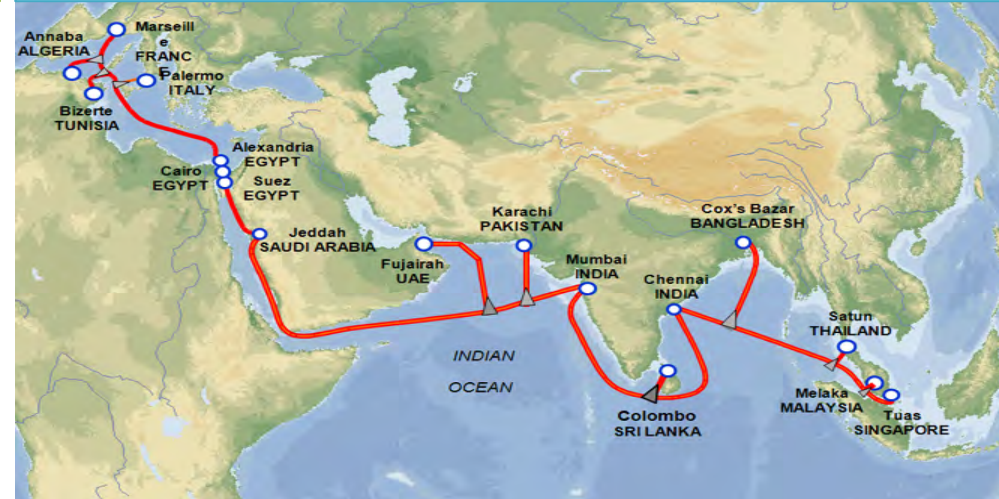 Marseill
e
FRANC
E
Annaba
ALGERIA
Palermo
ITALY
Bizerte
TUNISIA
Alexandria
EGYPT
Cairo
EGYPT
Suez
EGYPT
Jeddah
SAUDI ARABIA
Fujairah
UAE
Karachi
PAKISTAN
Mumbai
INDIA
Chennai
INDIA
Cox's Bazar
BANGLADESH
Satun
THAILAND
Melaka
MALAYSIA
Tuas
SINGAPORE
Colombo
SRI LANKA
INDIAN
OCEAN